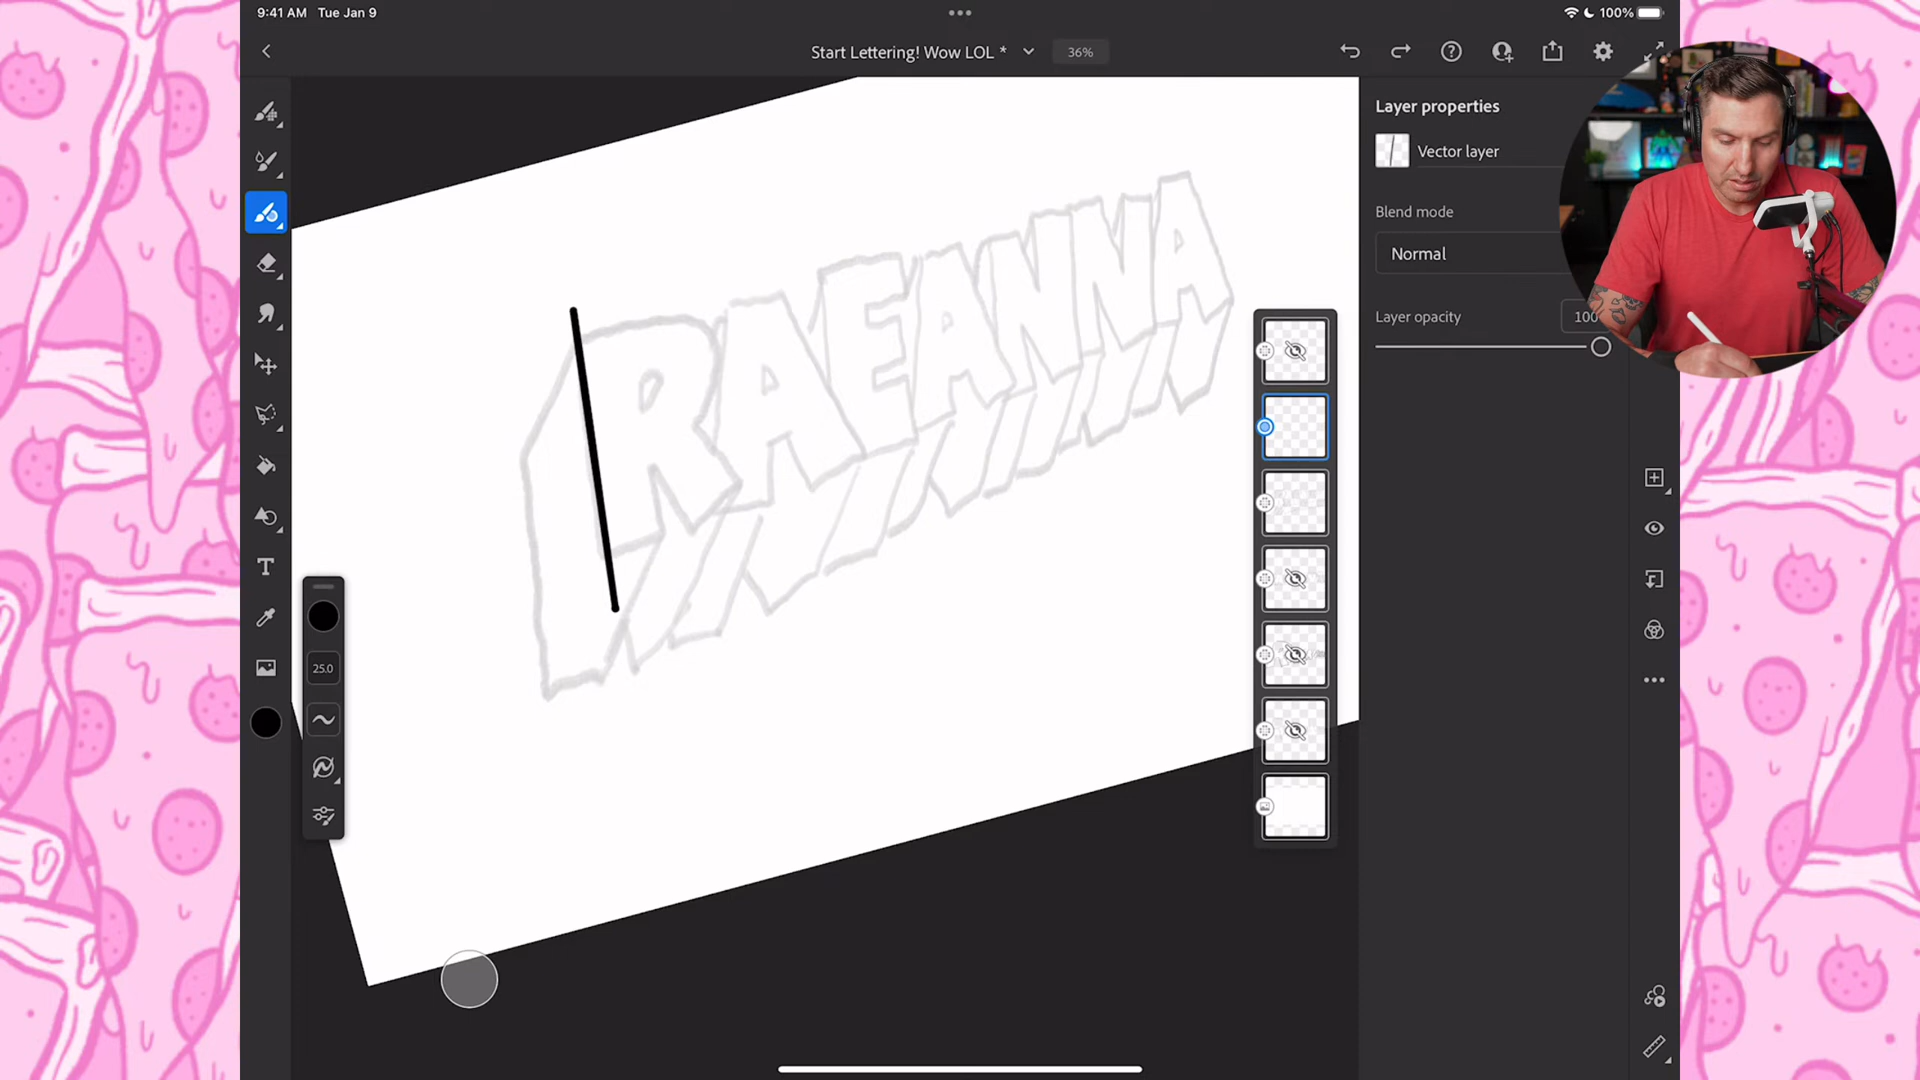 9:41 AM Tue Jan 9
100%
Start Lettering! Wow LOL *
36%
Layer properties
Vector layer
Blend mode
Normal
Layer opacity
100
RAEANNA
25.0
T